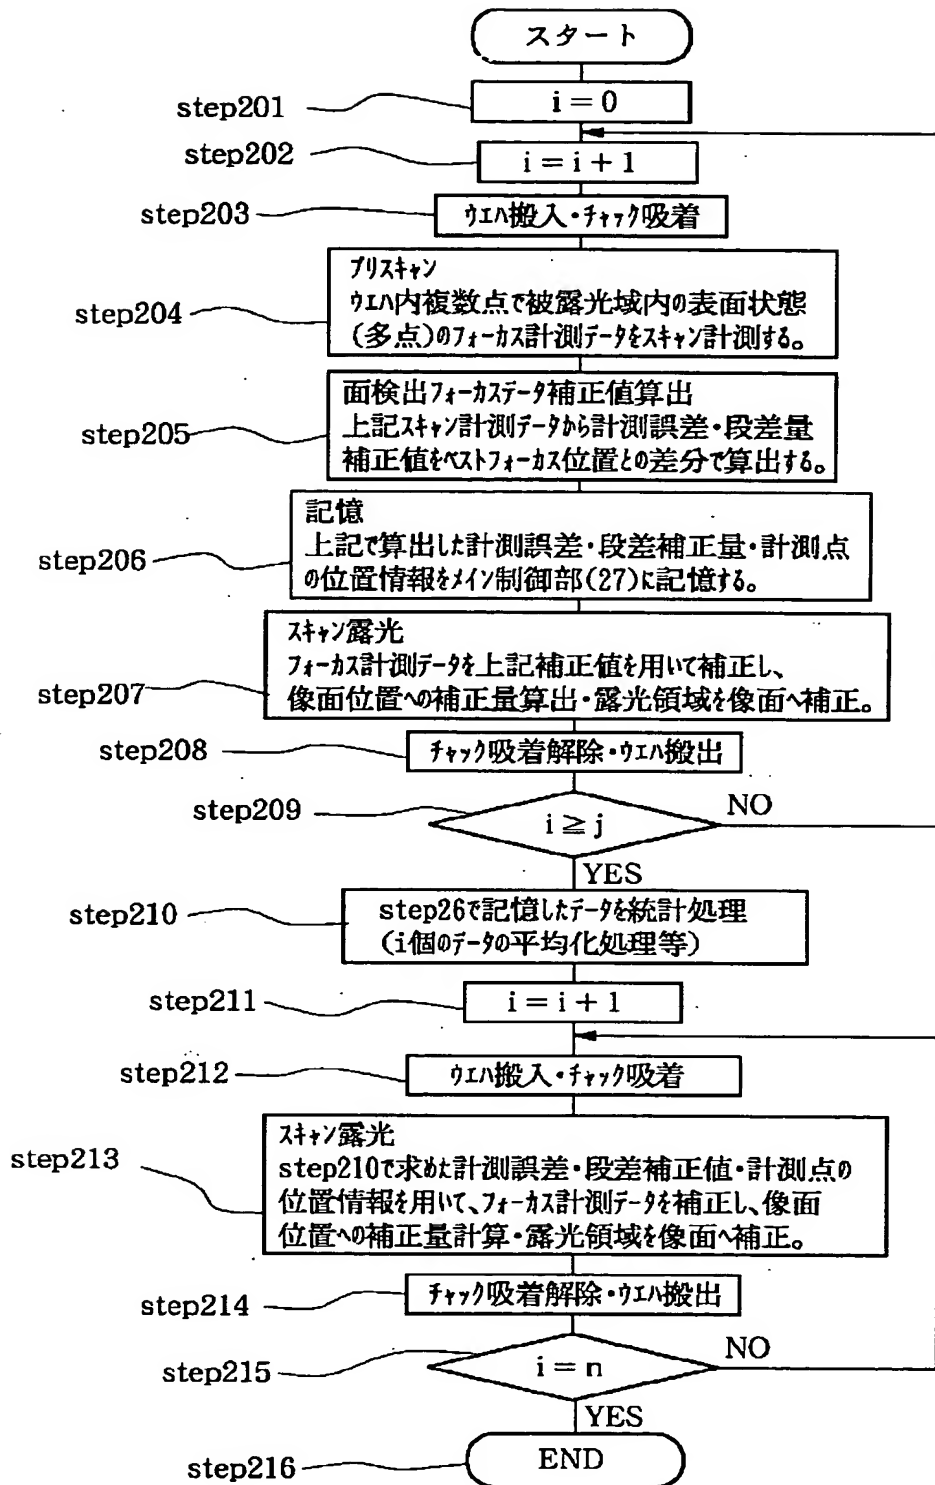 スタート
step201
i = 0
step202
i = i + 1
step203
ウエハ搬入・チャック吸着
step204
プリスキャン
ウエハ内複数点で被露光域内の表面状態
(多点)のフォーカス計測データをスキャン計測する。
step205
面検出フォーカスデータ補正値算出
上記スキャン計測データから計測誤差・段差量
補正値をベストフォーカス位置との差分で算出する。
step206
記憶
上記で算出した計測誤差・段差補正量・計測点
の位置情報をメイン制御部(27)に記憶する。
step207
スキャン露光
フォーカス計測データを上記補正値を用いて補正し、
像面位置への補正量算出・露光領域を像面へ補正。
step208
チャック吸着解除・ウエハ搬出
step209
i ≧ j
NO
YES
step210
step26で記憶したデータを統計処理
(i個のデータの平均化処理等)
step211
i = i + 1
step212
ウエハ搬入・チャック吸着
step213
スキャン露光
step210で求めた計測誤差・段差補正値・計測点の
位置情報を用いて、フォーカス計測データを補正し、像面
位置への補正量計算・露光領域を像面へ補正。
step214
チャック吸着解除・ウエハ搬出
step215
i = n
NO
YES
step216
END